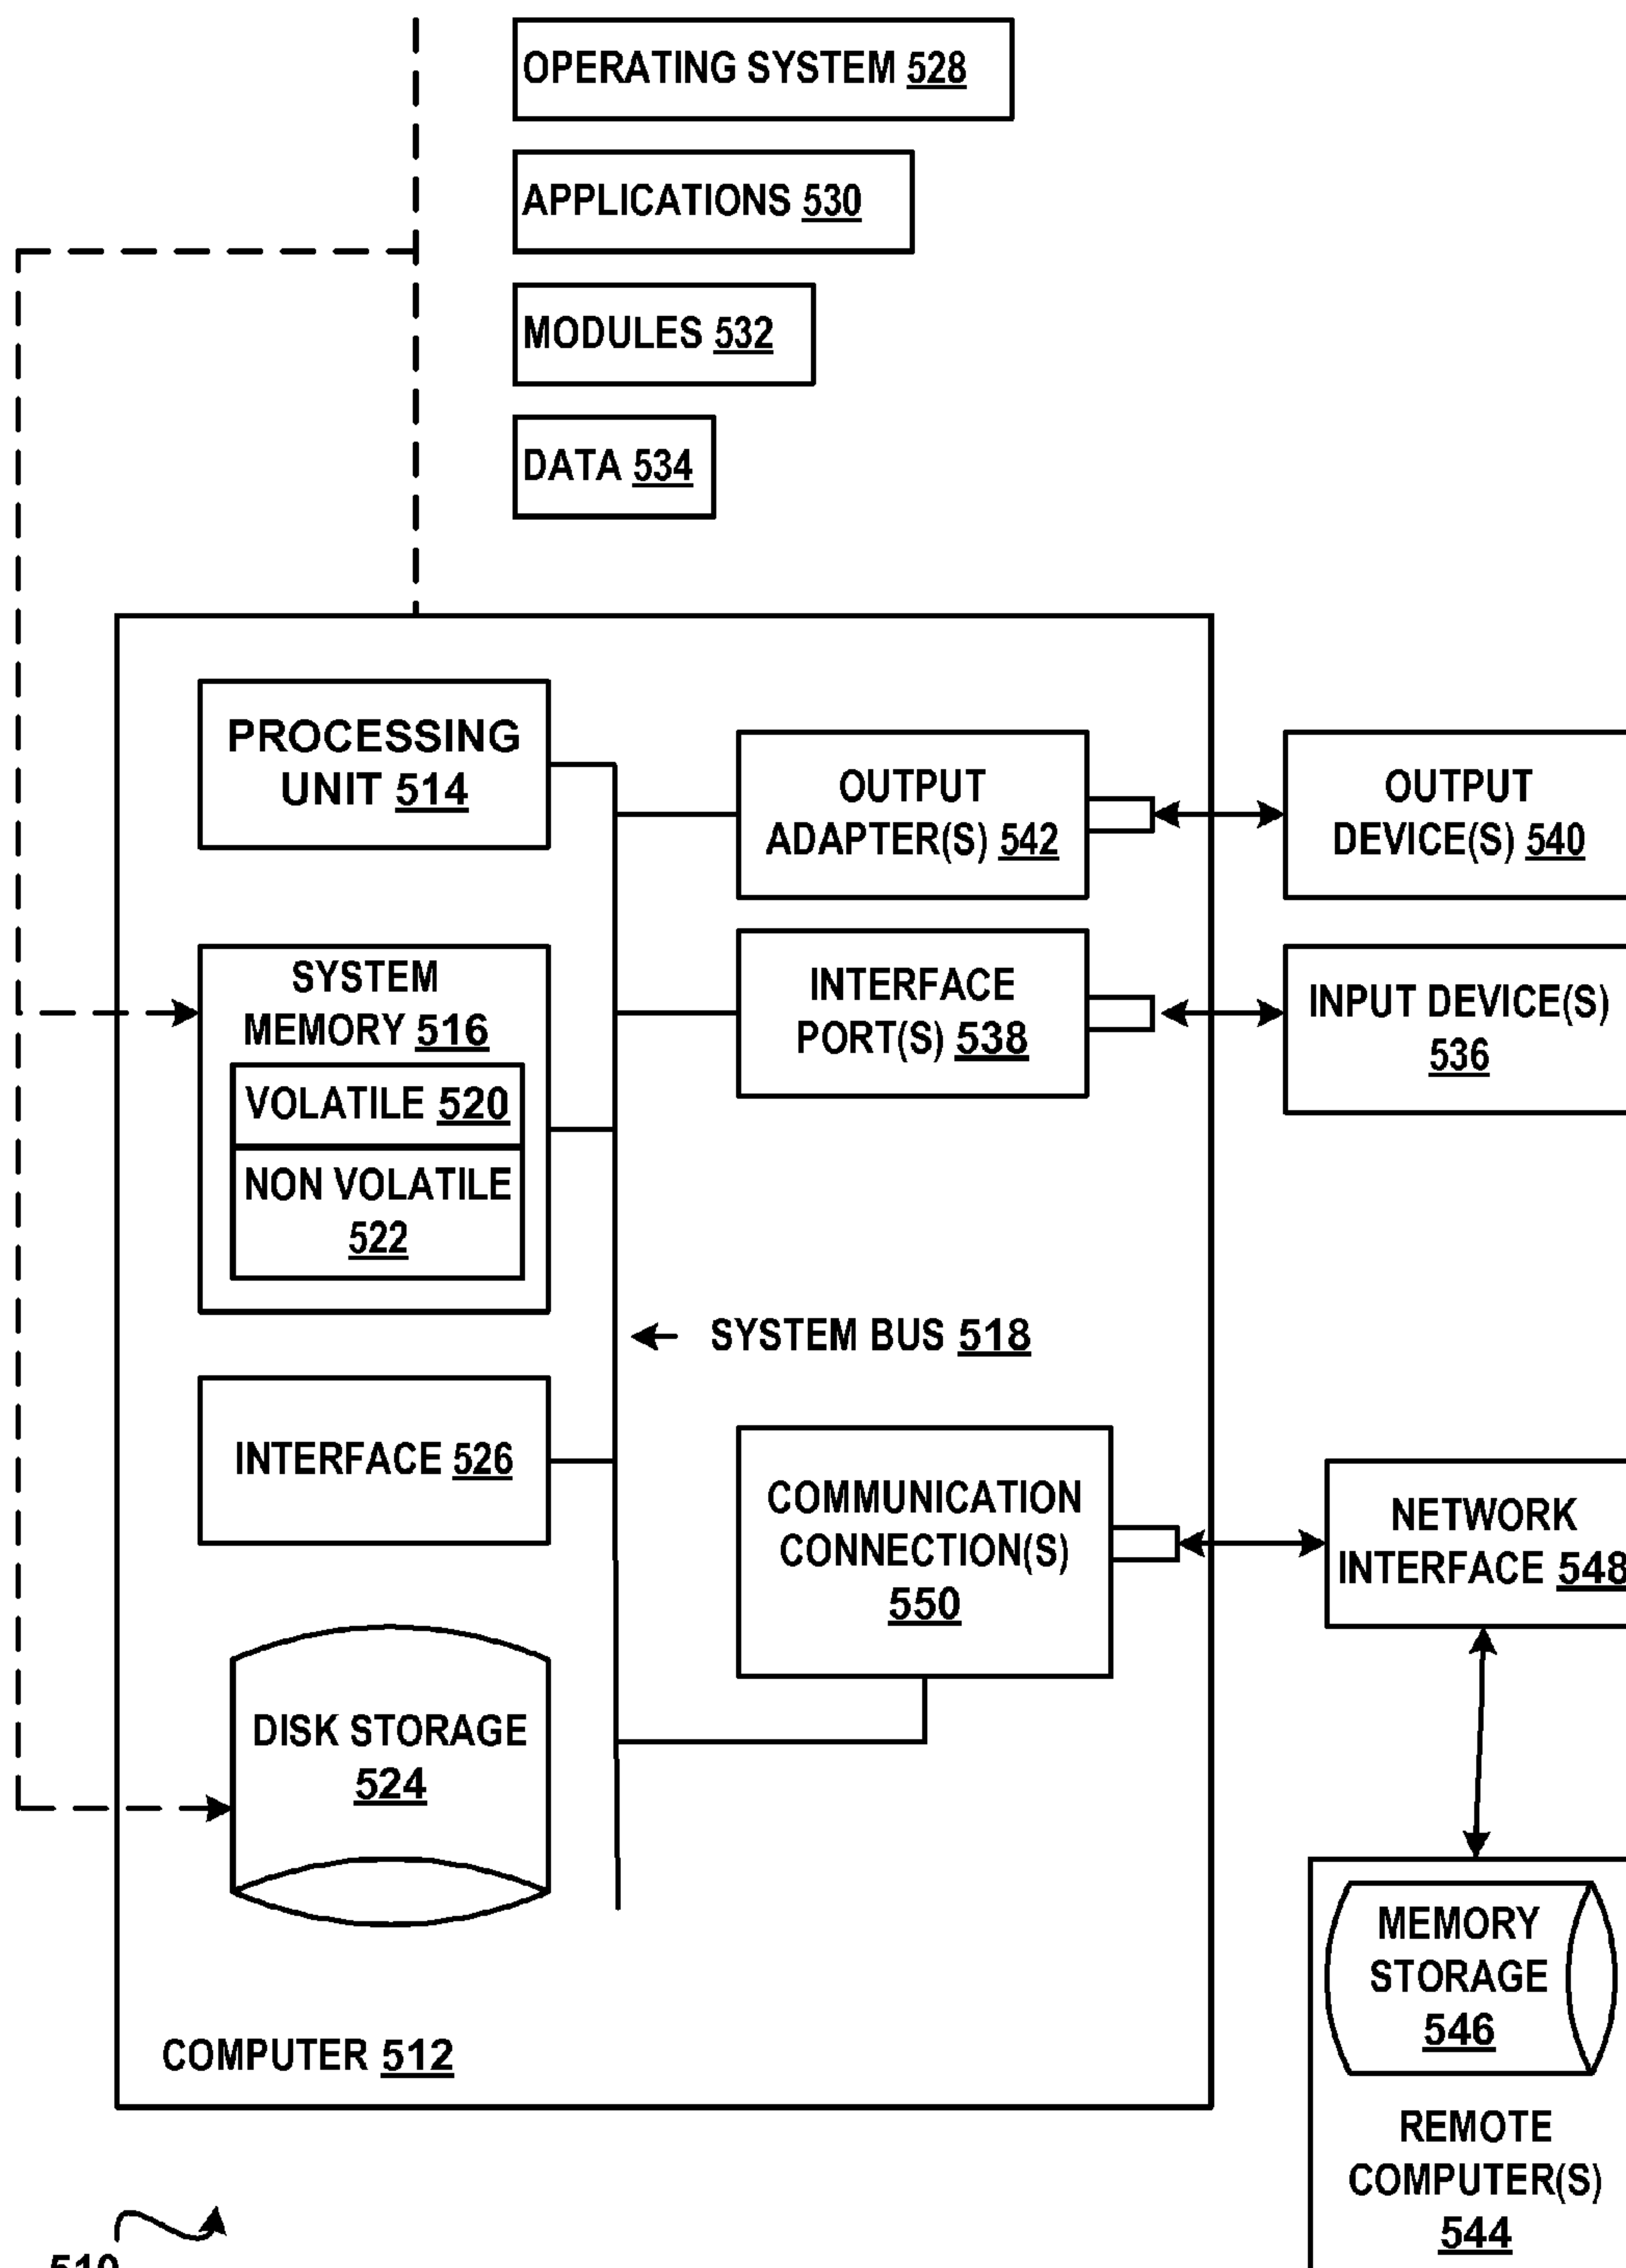 OPERATING SYSTEM 528
APPLICATIONS 530
MODULES 532
DATA 534
PROCESSING
UNIT 514
OUTPUT
ADAPTER(S) 542
OUTPUT
DEVICE(S) 540
SYSTEM
MEMORY 516
VOLATILE 520
NON VOLATILE
522
INTERFACE
PORT(S) 538
INPUT DEVICE(S)
536
SYSTEM BUS 518
INTERFACE 526
COMMUNICATION
CONNECTION(S)
550
NETWORK
INTERFACE 548
DISK STORAGE
524
MEMORY
STORAGE
546
REMOTE
COMPUTER(S)
544
COMPUTER 512